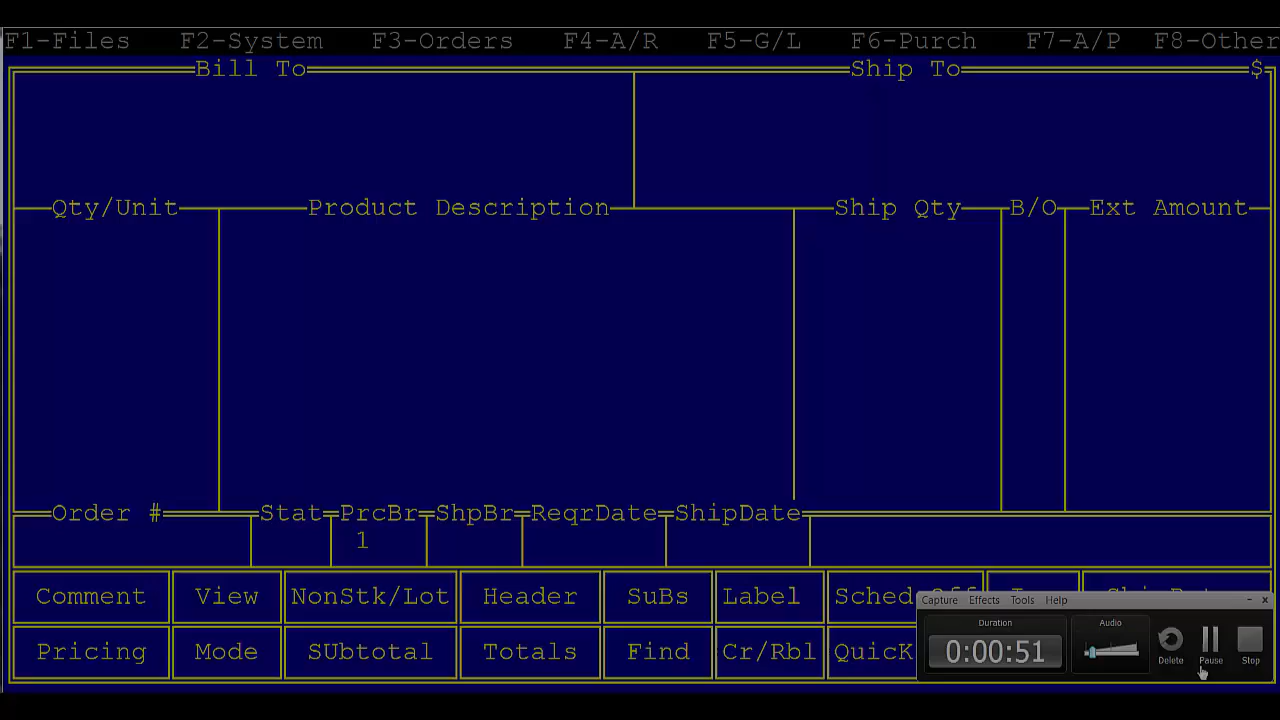 F1-Files F2-System F3-Orders F4-A/R F5-G/L F6-Purch F7-A/P F8-Other
Bill To Ship To $
Qty/Unit Product Description Ship Qty B/O Ext Amount
Order # Stat PrcBr ShpBr ReqrDate ShipDate
1
Comment View NonStk/Lot Header SuBs Label Sched
Pricing Mode SUbtotal Totals Find Cr/Rbl QuicK
Capture Effects Tools Help
Duration Audio
0:00:51
Delete Pause Stop